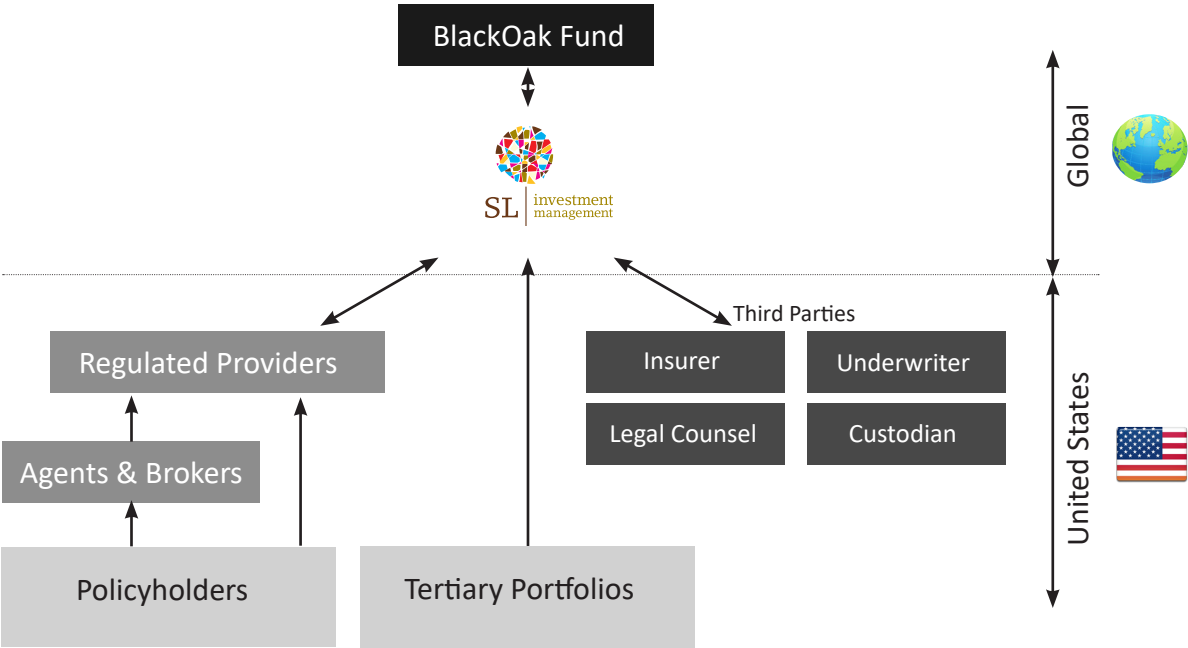 BlackOak Fund
SL investment
management
Global
Third Parties
Regulated Providers
Insurer
Underwriter
Legal Counsel
Custodian
Agents & Brokers
United States
Policyholders
Tertiary Portfolios